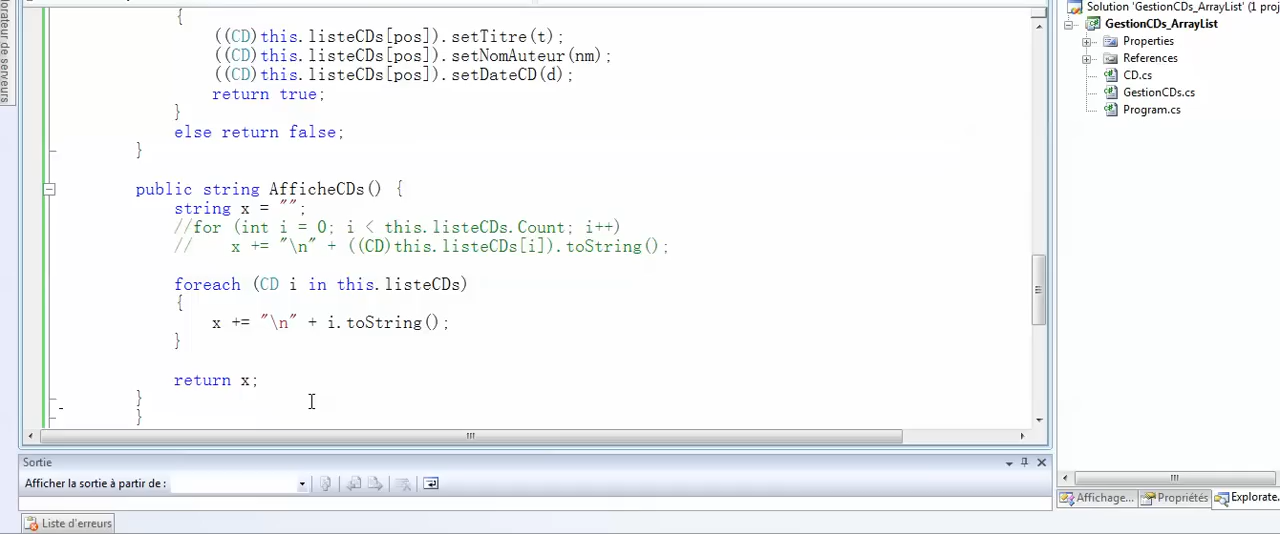 Solution 'GestionCDs_ArrayList' (1 proj
GestionCDs_ArrayList
Properties
References
CD.cs
GestionCDs.cs
Program.cs
orateur de serveurs
{
((CD)this.listeCDs[pos]).setTitre(t);
((CD)this.listeCDs[pos]).setNomAuteur(nm);
((CD)this.listeCDs[pos]).setDateCD(d);
return true;
}
else return false;
}
public string AfficheCDs() {
string x = "";
//for (int i = 0; i < this.listeCDs.Count; i++)
//    x += "\n" + ((CD)this.listeCDs[i]).toString();
foreach (CD i in this.listeCDs)
{
x += "\n" + i.toString();
}
return x;
}
}
Sortie
Afficher la sortie à partir de :
Liste d'erreurs
Affichage... Propriétés Explorate.